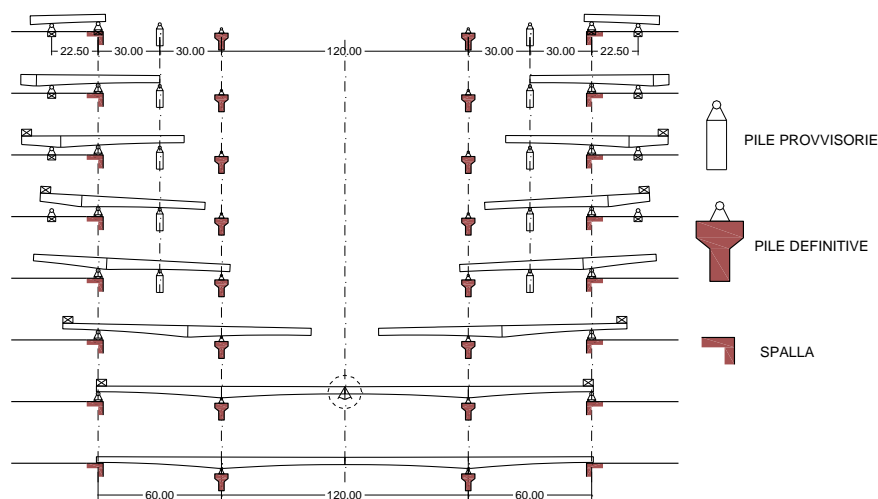 22.50 30.00 30.00 120.00 30.00 30.00 22.50
PILE PROVVISORIE
PILE DEFINITIVE
SPALLA
60.00 120.00 60.00